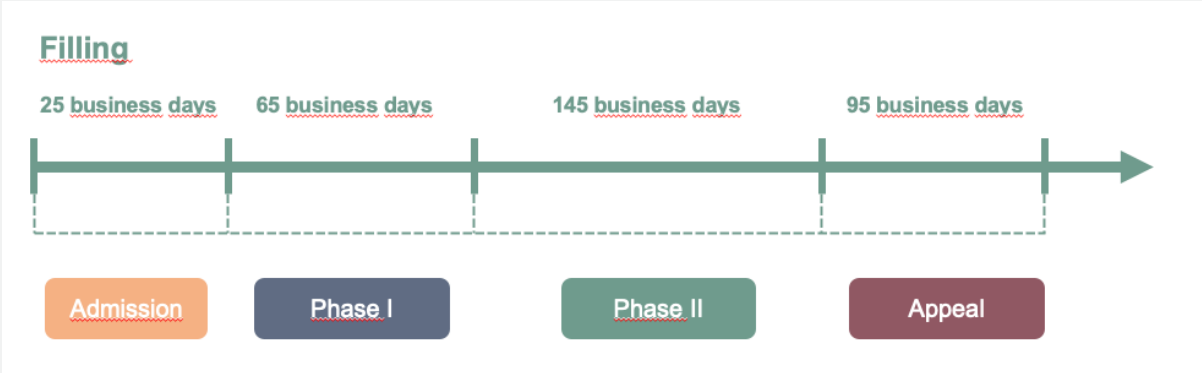 Filling
25 business days 65 business days 145 business days 95 business days
Admission Phase I Phase II Appeal